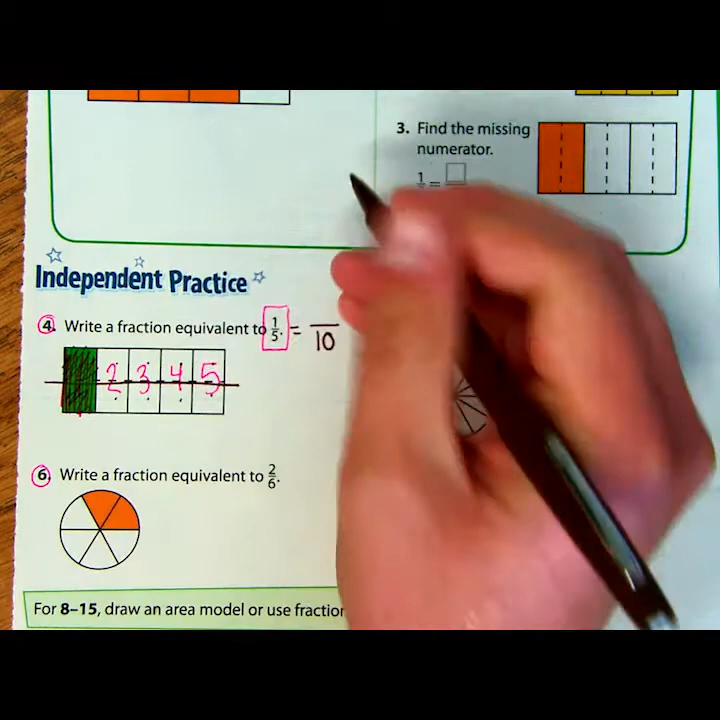 3. Find the missing
numerator.
1 = □
Independent Practice
4. Write a fraction equivalent to 1/5. = /10
2 3 4 5
6. Write a fraction equivalent to 2/6.
For 8–15, draw an area model or use fraction